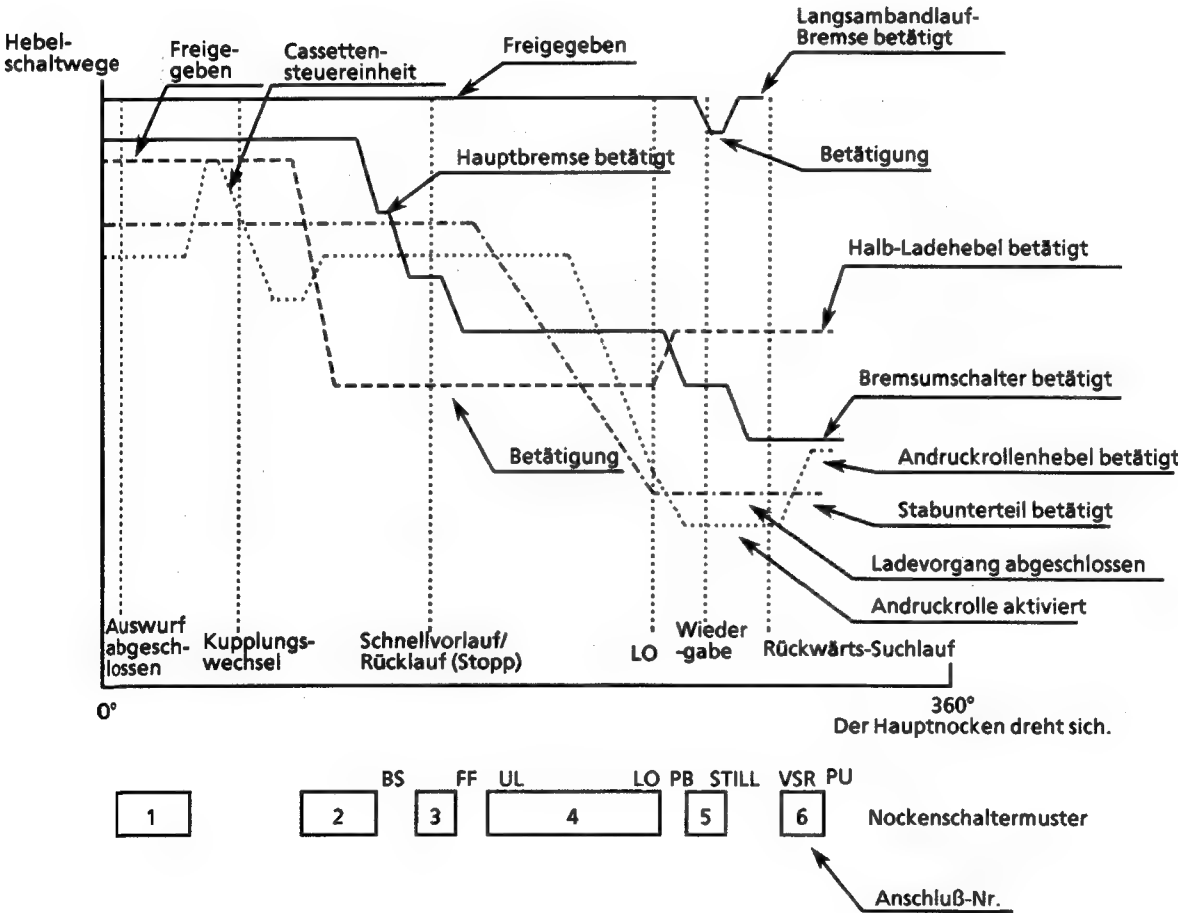 Hebel-
schaltwege
Freige-
geben
Cassetten-
steuereinheit
Freigegeben
Langsambandlauf-
Bremse betätigt
Hauptbremse betätigt
Betätigung
Halb-Ladehebel betätigt
Bremsumschalter betätigt
Betätigung
Andruckrollenhebel betätigt
Stabunterteil betätigt
Ladevorgang abgeschlossen
Andruckrolle aktiviert
Auswurf
abgesch-
lossen
Kupplungs-
wechsel
Schnellvorlauf/
Rücklauf (Stopp)
LO
Wieder
-gabe
Rückwärts-Suchlauf
0°
360°
Der Hauptnocken dreht sich.
BS FF UL LO PB STILL VSR PU
1 2 3 4 5 6 Nockenschaltermuster
Anschluß-Nr.